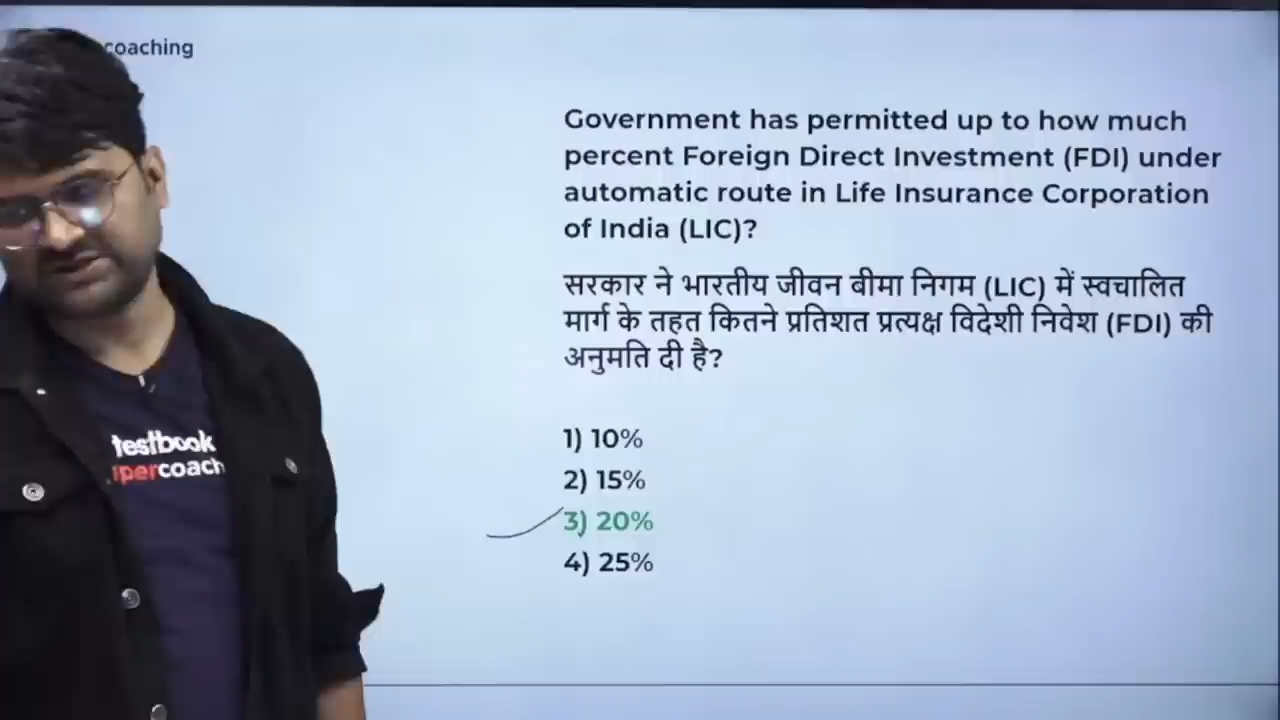 coaching
Government has permitted up to how much
percent Foreign Direct Investment (FDI) under
automatic route in Life Insurance Corporation
of India (LIC)?
सरकार ने भारतीय जीवन बीमा निगम (LIC) में स्वचालित
मार्ग के तहत कितने प्रतिशत प्रत्यक्ष विदेशी निवेश (FDI) की
अनुमति दी है?
1) 10%
2) 15%
3) 20%
4) 25%
testbook
percoach